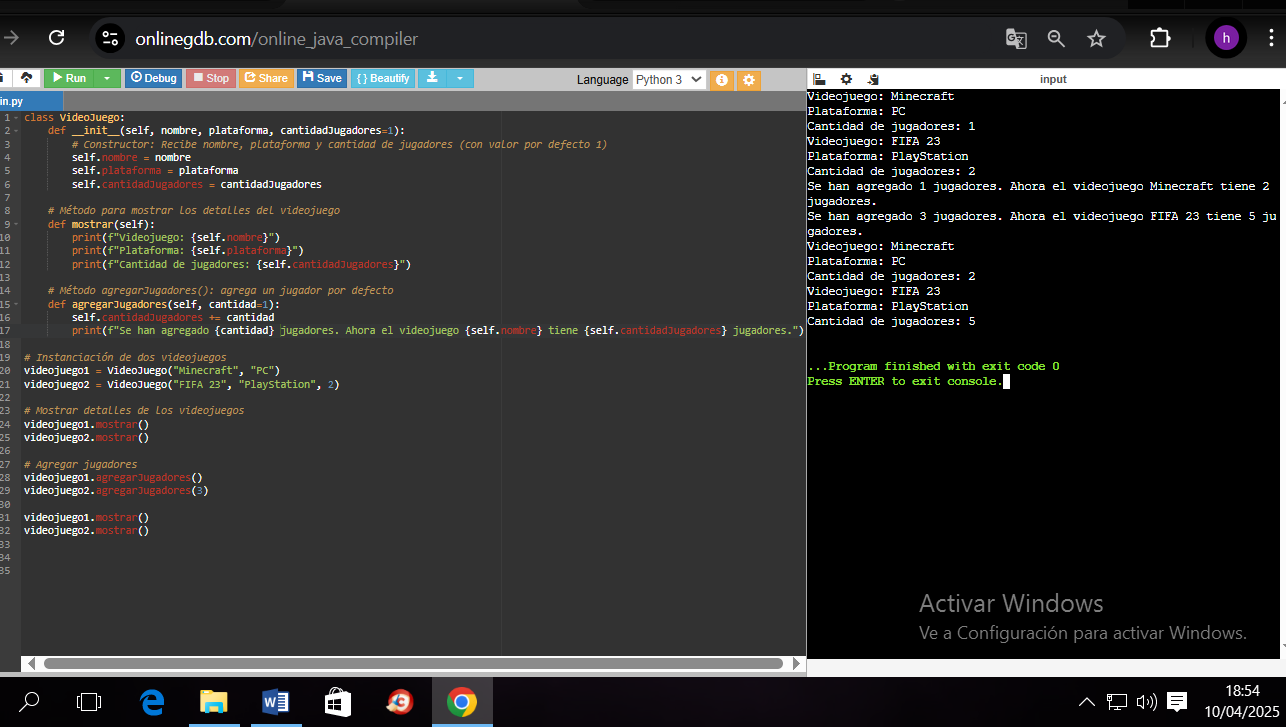 onlinegdb.com/online_java_compiler
h
Run
Debug
Stop
Share
Save
{ } Beautify
Language Python 3
input
in.py
1 class VideoJuego:
2     def __init__(self, nombre, plataforma, cantidadJugadores=1):
3         # Constructor: Recibe nombre, plataforma y cantidad de jugadores (con valor por defecto 1)
4         self.nombre = nombre
5         self.plataforma = plataforma
6         self.cantidadJugadores = cantidadJugadores
7
8     # Método para mostrar los detalles del videojuego
9     def mostrar(self):
10         print(f"Videojuego: {self.nombre}")
11         print(f"Plataforma: {self.plataforma}")
12         print(f"Cantidad de jugadores: {self.cantidadJugadores}")
13
14     # Método agregarJugadores(): agrega un jugador por defecto
15     def agregarJugadores(self, cantidad=1):
16         self.cantidadJugadores += cantidad
17         print(f"Se han agregado {cantidad} jugadores. Ahora el videojuego {self.nombre} tiene {self.cantidadJugadores} jugadores.")
18
19 # Instanciación de dos videojuegos
20 videojuego1 = VideoJuego("Minecraft", "PC")
21 videojuego2 = VideoJuego("FIFA 23", "PlayStation", 2)
22
23 # Mostrar detalles de los videojuegos
24 videojuego1.mostrar()
25 videojuego2.mostrar()
26
27 # Agregar jugadores
28 videojuego1.agregarJugadores()
29 videojuego2.agregarJugadores(3)
30
31 videojuego1.mostrar()
32 videojuego2.mostrar()
33
34
35
Videojuego: Minecraft
Plataforma: PC
Cantidad de jugadores: 1
Videojuego: FIFA 23
Plataforma: PlayStation
Cantidad de jugadores: 2
Se han agregado 1 jugadores. Ahora el videojuego Minecraft tiene 2
jugadores.
Se han agregado 3 jugadores. Ahora el videojuego FIFA 23 tiene 5 ju
gadores.
Videojuego: Minecraft
Plataforma: PC
Cantidad de jugadores: 2
Videojuego: FIFA 23
Plataforma: PlayStation
Cantidad de jugadores: 5
...Program finished with exit code 0
Press ENTER to exit console.
Activar Windows
Ve a Configuración para activar Windows.
18:54
10/04/2025